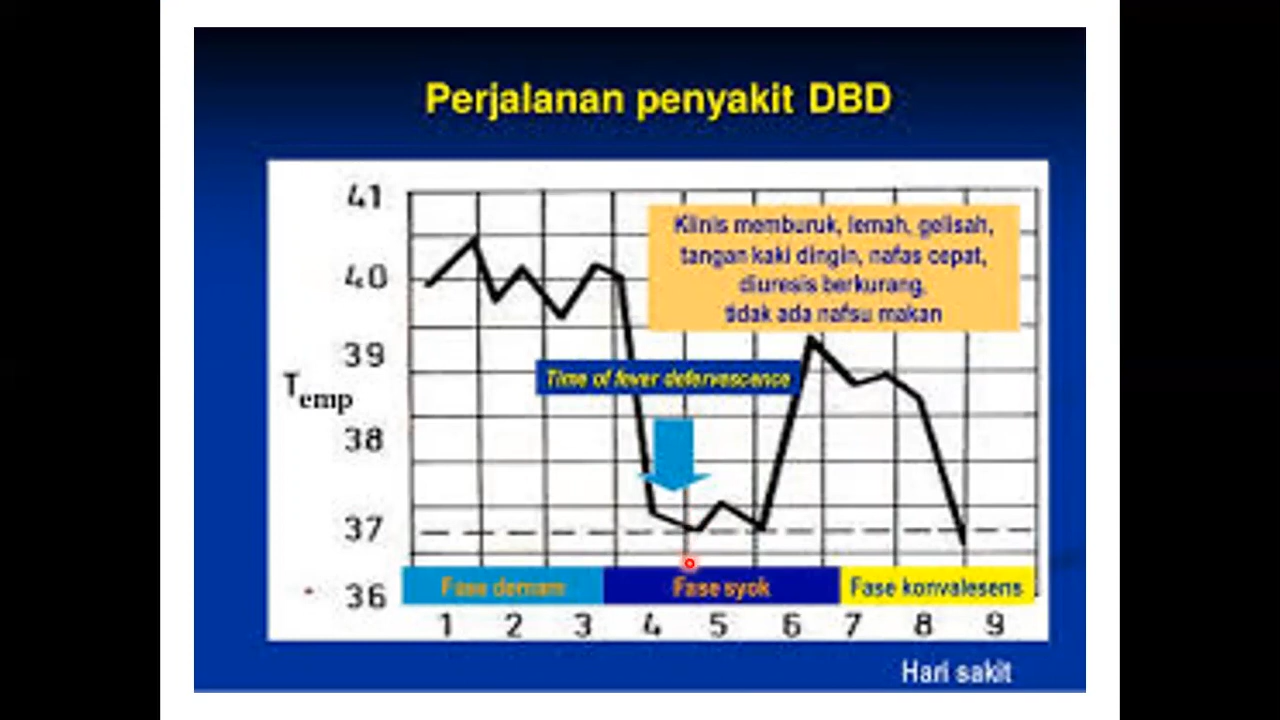 Perjalanan penyakit DBD
41
40
39
38
37
36
Temp
Klinis memburuk, lemah, gelisah,
tangan kaki dingin, nafas cepat,
diuresis berkurang,
tidak ada nafsu makan
Time of fever defervescence
Fase demam
Fase syok
Fase konvalesens
1 2 3 4 5 6 7 8 9
Hari sakit